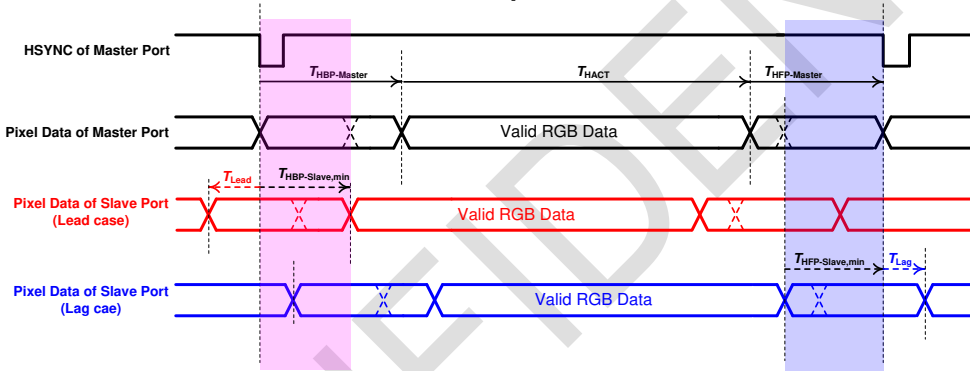 HSYNC of Master Port
THBP-Master
THACT
THFP-Master
Pixel Data of Master Port
Valid RGB Data
TLead
THBP-Slave,min
Pixel Data of Slave Port
(Lead case)
Valid RGB Data
THFP-Slave,min
TLag
Pixel Data of Slave Port
(Lag cae)
Valid RGB Data